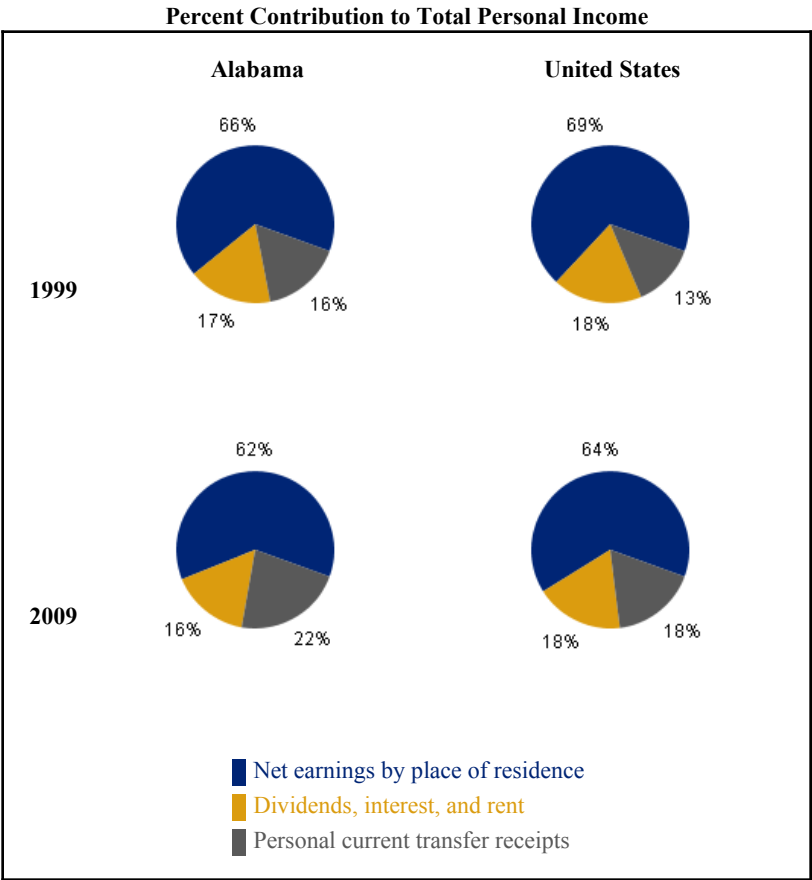 Percent Contribution to Total Personal Income
Alabama United States
66% 69%
1999
16% 13%
17% 18%
62% 64%
2009
16% 22% 18% 18%
Net earnings by place of residence
Dividends, interest, and rent
Personal current transfer receipts